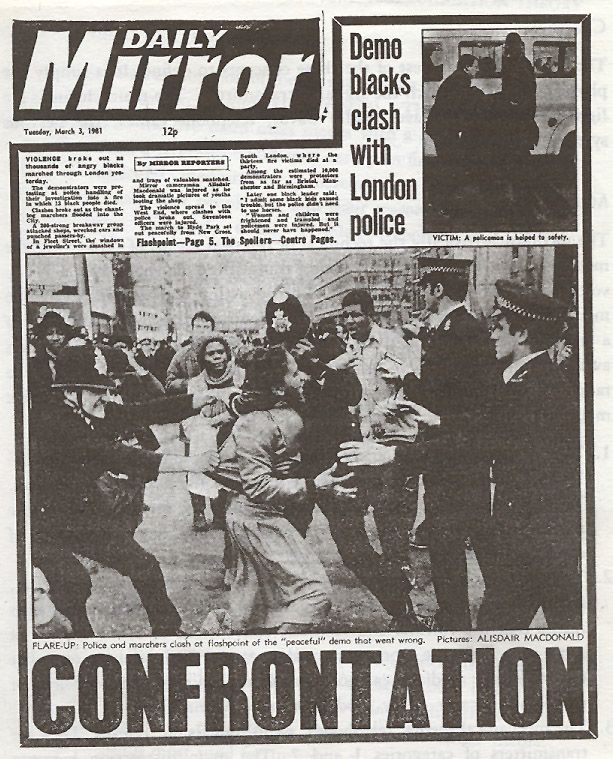 DAILY
Mirror
Tuesday, March 3, 1981 12p
Demo
blacks
clash
with
London
police
VIOLENCE broke out as
thousands of angry blacks
marched through London yes-
terday.
The demonstrators were pro-
testing at police handling of
their investigation into a fire
in which 13 black people died.
Clashes broke out as the chant-
ing marchers flooded into the
City.
A 200-strong breakaway group
attacked shops, wrecked cars and
punched passers-by.
In Fleet Street, the windows
of a jeweller's were smashed in
By MIRROR REPORTERS
and trays of valuables snatched.
Mirror cameraman Alisdair
Macdonald was injured as he
took dramatic pictures of youths
looting the shop.
The violence spread to the
West End, where clashes with
police broke out. Seventeen
officers were injured.
The march to Hyde Park set
out peacefully from New Cross,
South London, where the
thirteen fire victims died at a
party.
Among the estimated 10,000
demonstrators were protestors
from as far as Bristol, Man-
chester and Birmingham.
Later one black leader said:
"I admit some black kids caused
trouble, but the police didn't need
to use horses.
"Women and children were
frightened and trampled and
policemen were injured. But it
should never have happened."
Flashpoint—Page 5. The Spoilers—Centre Pages.
VICTIM: A policeman is helped to safety.
FLARE-UP: Police and marchers clash at flashpoint of the "peaceful" demo that went wrong. Pictures: ALISDAIR MACDONALD
CONFRONTATION